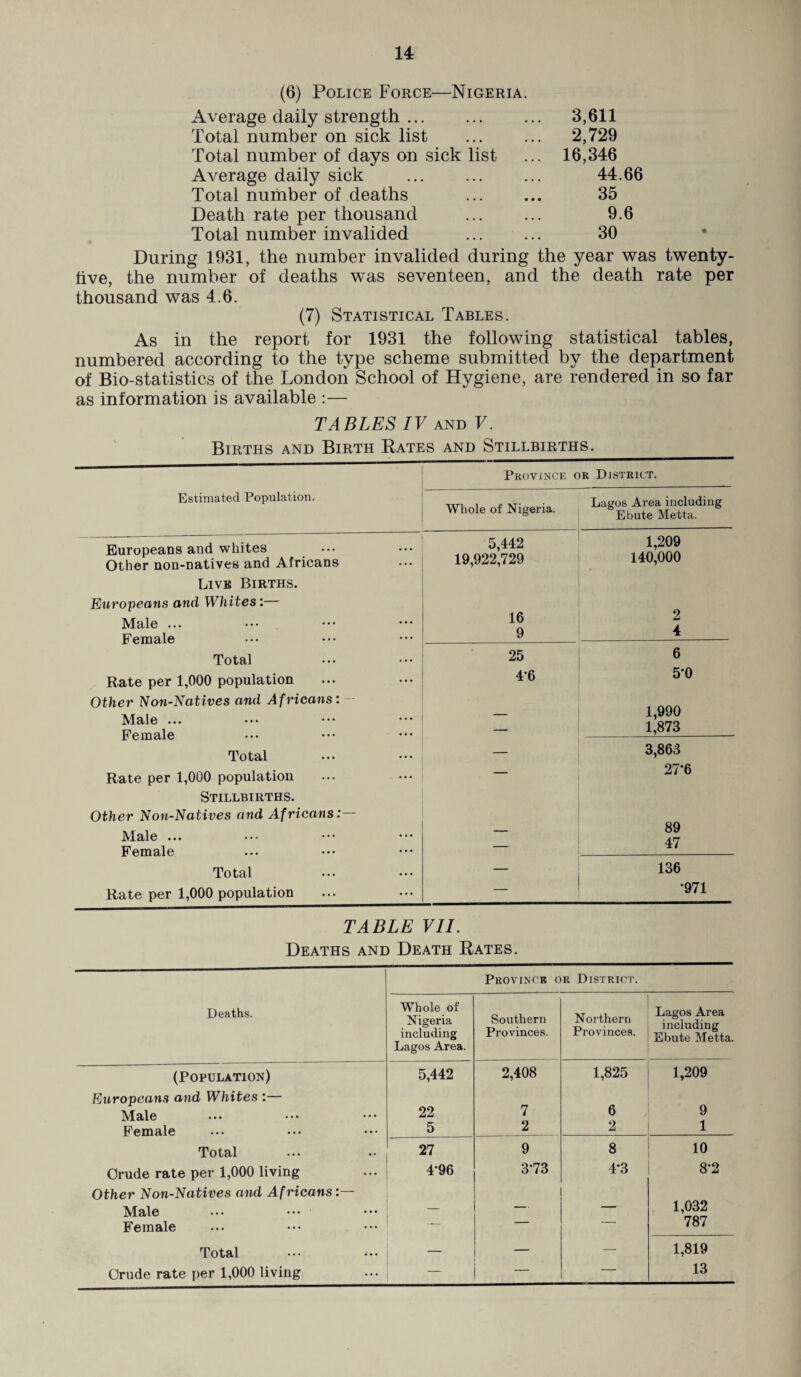 14
(6) Police Force—Nigeria.
Average daily strength ... ... ... 3,611
Total number on sick list ... ... 2,729
Total number of days on sick list ... 16,346
Average daily sick ... ... ... 44.66
Total number of deaths ... ... 35
Death rate per thousand ... ... 9.6
Total number invalided ... ... 30
During 1931, the number invalided during the year was twenty-
five, the number of deaths was seventeen, and the death rate per
thousand was 4.6.
(7) Statistical Tables.
As in the report for 1931 the following statistical tables,
numbered according to the type scheme submitted by the department
of Bio-statistics of the London School of Hygiene, are rendered in so far
as information is available :—
TABLES IV AND V.
Births and Birth Rates and Stillbirths.
Estimated Population. Province or District.
Whole of Nigeria. Lagos Area including Ebute Metta.
Europeans and whites ... ... 5,442 1,209
Other non-natives and Africans ... 19,922,729 140,000
Live Births.
Europeans and Whites:—
Male ... ... ... ... 16 2
Female ... ... ... 9 4
Total ... ... 25 6
Rate per 1,000 population ... ... 4·6 5·0
Other Non-Natives and Africans:—
Male ... ... ... ... — 1,990
Female ... ... ... — 1,873
Total ... ... — 3,863
Rate per 1,000 population ... ... — 27·6
Stillbirths.
Other Non-Natives and Africans:—
Male ... ... ... ... — 89
Female ... ... ... — 47
Total ... ... — 136
Rate per 1,000 population ... ... — ·971
TABLE VII.
Deaths and Death Rates.
Deaths. Province or District.
Whole of Nigeria including Lagos Area. Southern Provinces. Northern Provinces. Lagos Area including Ebute Metta.
(Population) 5,442 2,408 1,825 1,209
Europeans and Whites :—
Male ... ... ... 22 7 6 9
Female ... ... ... 5 2 2 1
Total ... .. 27 9 8 10
Crude rate per 1,000 living ... 4·96 3·73 4·3 8·2
Other Non-Natives and Africans:—
Male ... ... ... — — — 1,032
Female ... ... ... — — — 787
Total ... ... — — — 1,819
Crude rate per 1,000 living ... — — — 13